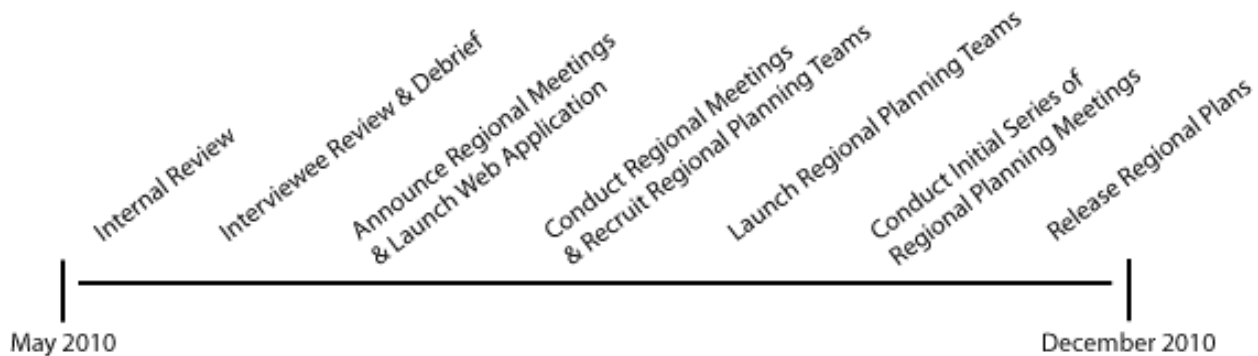 Internal Review
Interviewee Review & Debrief
Announce Regional Meetings
& Launch Web Application
Conduct Regional Meetings
& Recruit Regional Planning Teams
Launch Regional Planning Teams
Conduct Initial Series of
Regional Planning Meetings
Release Regional Plans
May 2010
December 2010